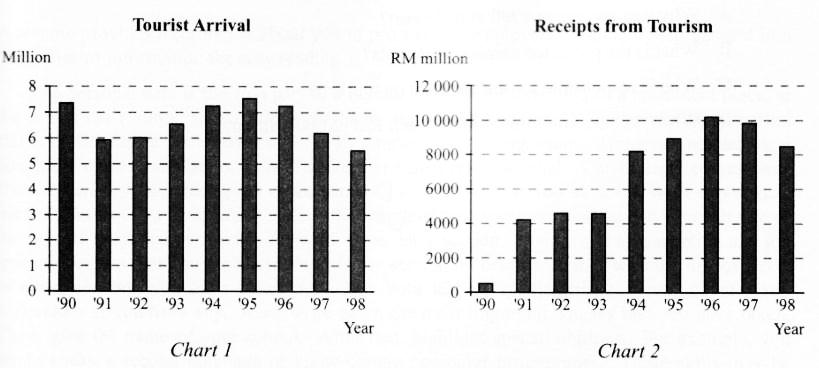 Tourist Arrival
Million
8
7
6
5
4
3
2
1
0
'90 '91 '92 '93 '94 '95 '96 '97 '98
Year
Chart 1
Receipts from Tourism
RM million
12 000
10 000
8000
6000
4000
2000
0
'90 '91 '92 '93 '94 '95 '96 '97 '98
Year
Chart 2